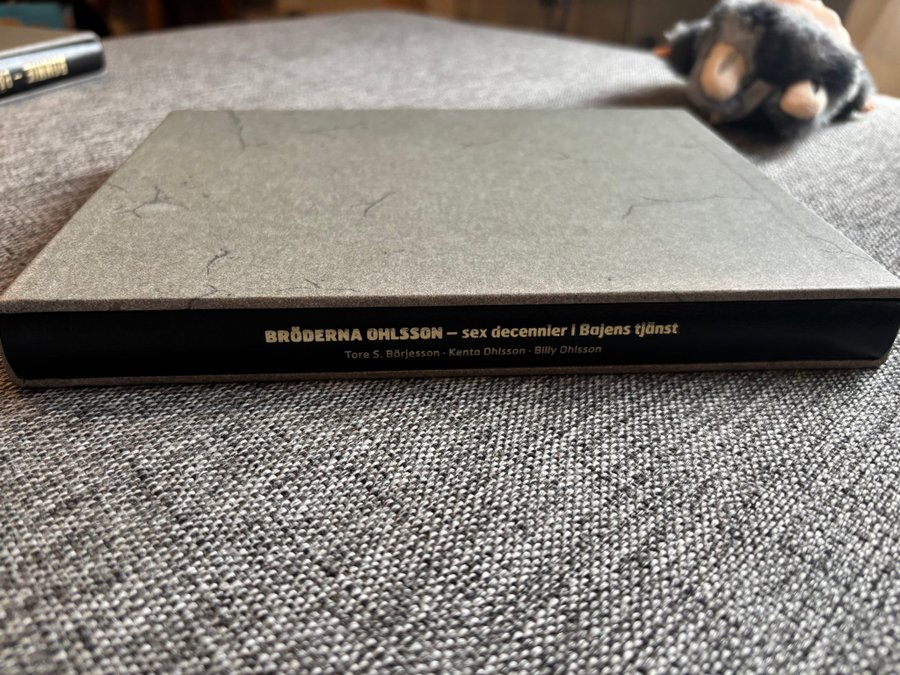 BRÖDERNA OHLSSON – sex decennier i Bajens tjänst
Tore S. Börjesson · Kenta Ohlsson · Billy Ohlsson